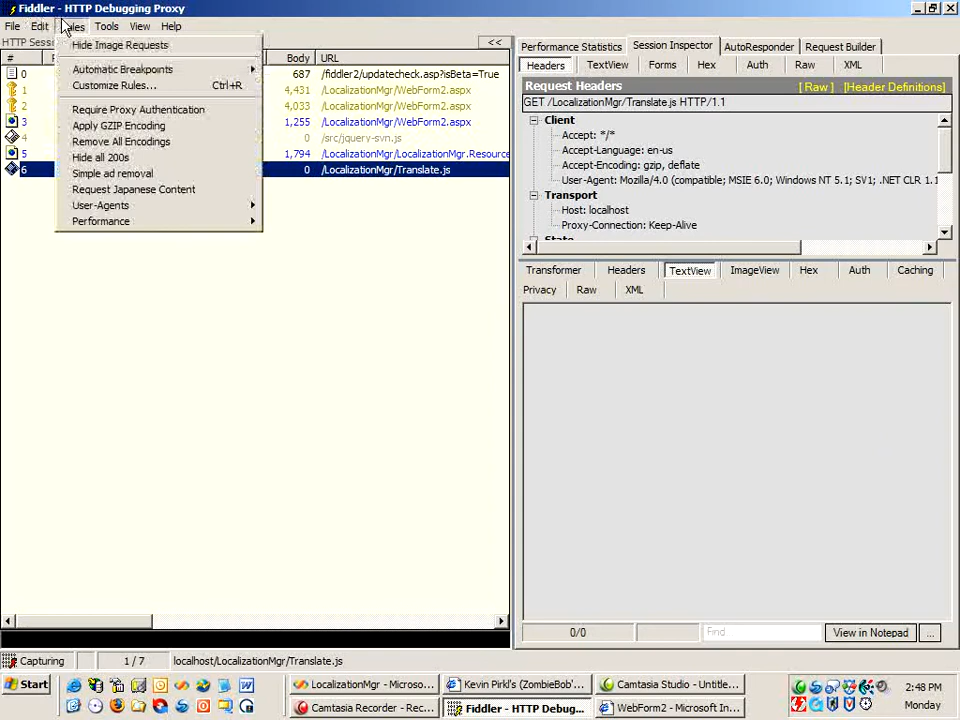 Fiddler - HTTP Debugging Proxy
File Edit Rules Tools View Help
HTTP Sess <<
# Body URL
0 687 /fiddler2/updatecheck.asp?isBeta=True
1 4,431 /LocalizationMgr/WebForm2.aspx
2 4,033 /LocalizationMgr/WebForm2.aspx
3 1,255 /LocalizationMgr/WebForm2.aspx
4 0 /src/jquery-svn.js
5 1,794 /LocalizationMgr/LocalizationMgr.Resource
6 0 /LocalizationMgr/Translate.js
Hide Image Requests
Automatic Breakpoints
Customize Rules... Ctrl+R
Require Proxy Authentication
Apply GZIP Encoding
Remove All Encodings
Hide all 200s
Simple ad removal
Request Japanese Content
User-Agents
Performance
Performance Statistics Session Inspector AutoResponder Request Builder
Headers TextView Forms Hex Auth Raw XML
Request Headers [ Raw ] [Header Definitions]
GET /LocalizationMgr/Translate.js HTTP/1.1
Client
Accept: */*
Accept-Language: en-us
Accept-Encoding: gzip, deflate
User-Agent: Mozilla/4.0 (compatible; MSIE 6.0; Windows NT 5.1; SV1; .NET CLR 1.1
Transport
Host: localhost
Proxy-Connection: Keep-Alive
State
Transformer Headers TextView ImageView Hex Auth Caching
Privacy Raw XML
0/0 Find View in Notepad ...
Capturing 1 / 7 localhost/LocalizationMgr/Translate.js
Start LocalizationMgr - Microso... Kevin Pirkl's (ZombieBob'... Camtasia Studio - Untitle... 2:48 PM
Camtasia Recorder - Rec... Fiddler - HTTP Debug... WebForm2 - Microsoft In... Monday